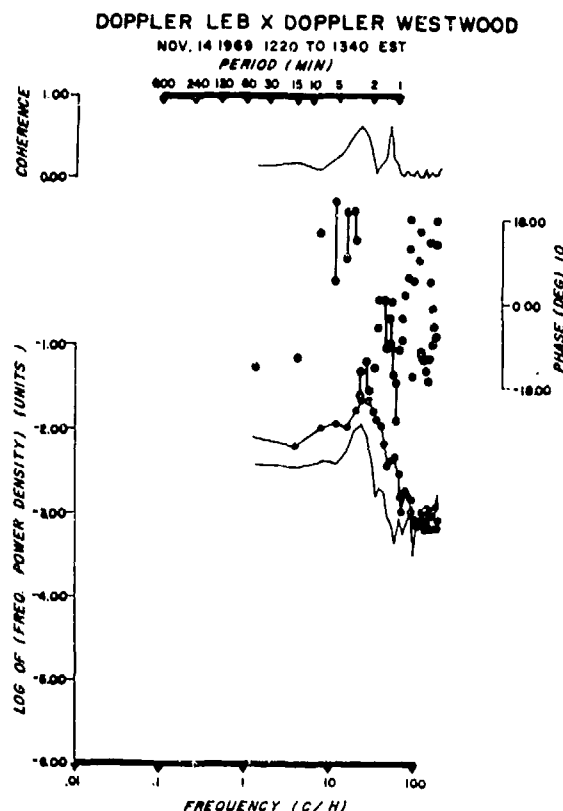 DOPPLER LEB X DOPPLER WESTWOOD
NOV. 14 1969 1220 TO 1340 EST
PERIOD (MIN)
600 240 120 60 30 15 10 5 2 1
1.00
COHERENCE
0.00
18.00
0.00
-18.00
PHASE (DEG) 10
-1.00
-2.00
-3.00
-4.00
-5.00
-6.00
LOG OF (FREQ. POWER DENSITY) (UNITS)
.01 .1 1 10 100
FREQUENCY (C/H)